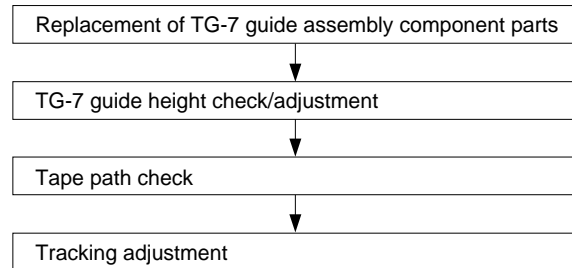 Replacement of TG-7 guide assembly component parts
TG-7 guide height check/adjustment
Tape path check
Tracking adjustment